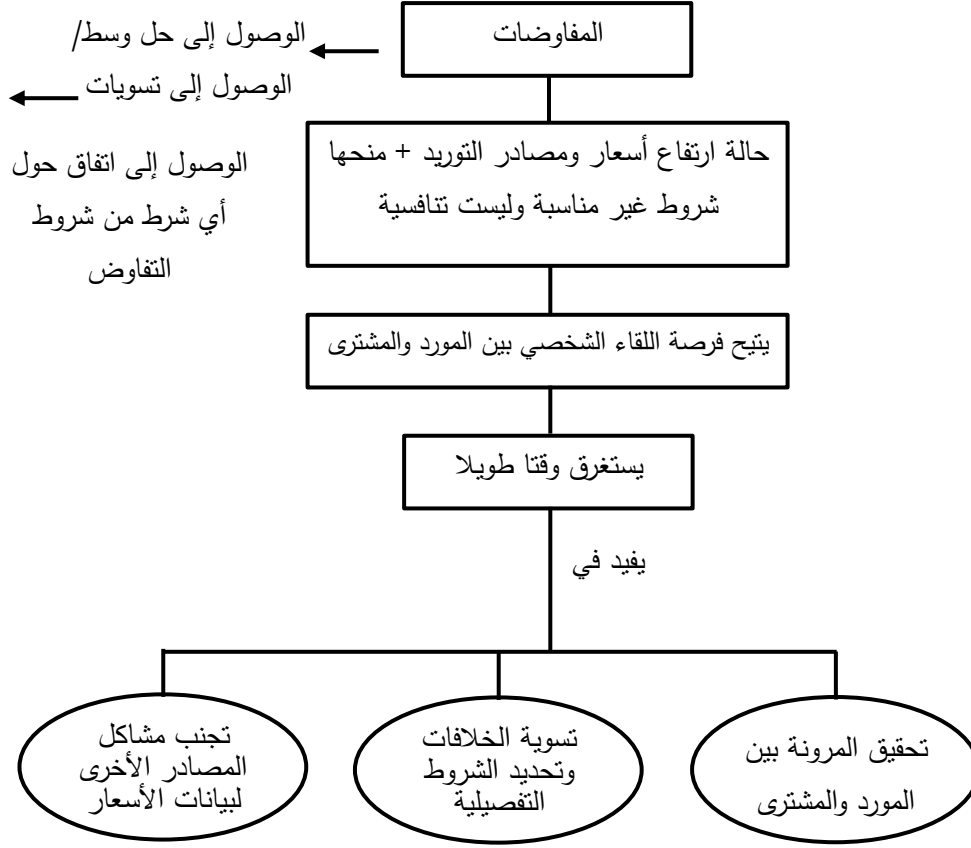 المفاوضات
الوصول إلى حل وسط/
الوصول إلى تسويات
الوصول إلى اتفاق حول
أي شرط من شروط
التفاوض
حالة ارتفاع أسعار ومصادر التوريد + منحها
شروط غير مناسبة وليست تنافسية
يتيح فرصة اللقاء الشخصي بين المورد والمشترى
يستغرق وقتا طويلا
يفيد في
تحقيق المرونة بين
المورد والمشترى
تسوية الخلافات
وتحديد الشروط
التفصيلية
تجنب مشاكل
المصادر الأخرى
لبيانات الأسعار